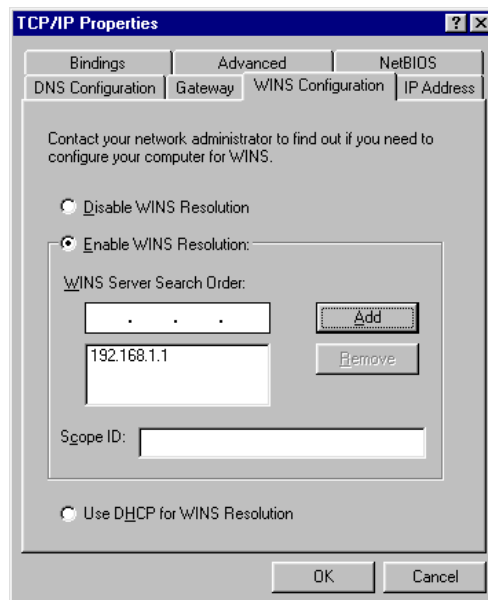 TCP/IP Properties
? X
Bindings Advanced NetBIOS
DNS Configuration Gateway WINS Configuration IP Address
Contact your network administrator to find out if you need to
configure your computer for WINS.
Disable WINS Resolution
Enable WINS Resolution:
WINS Server Search Order:
. . .
Add
192.168.1.1
Remove
Scope ID:
Use DHCP for WINS Resolution
OK Cancel